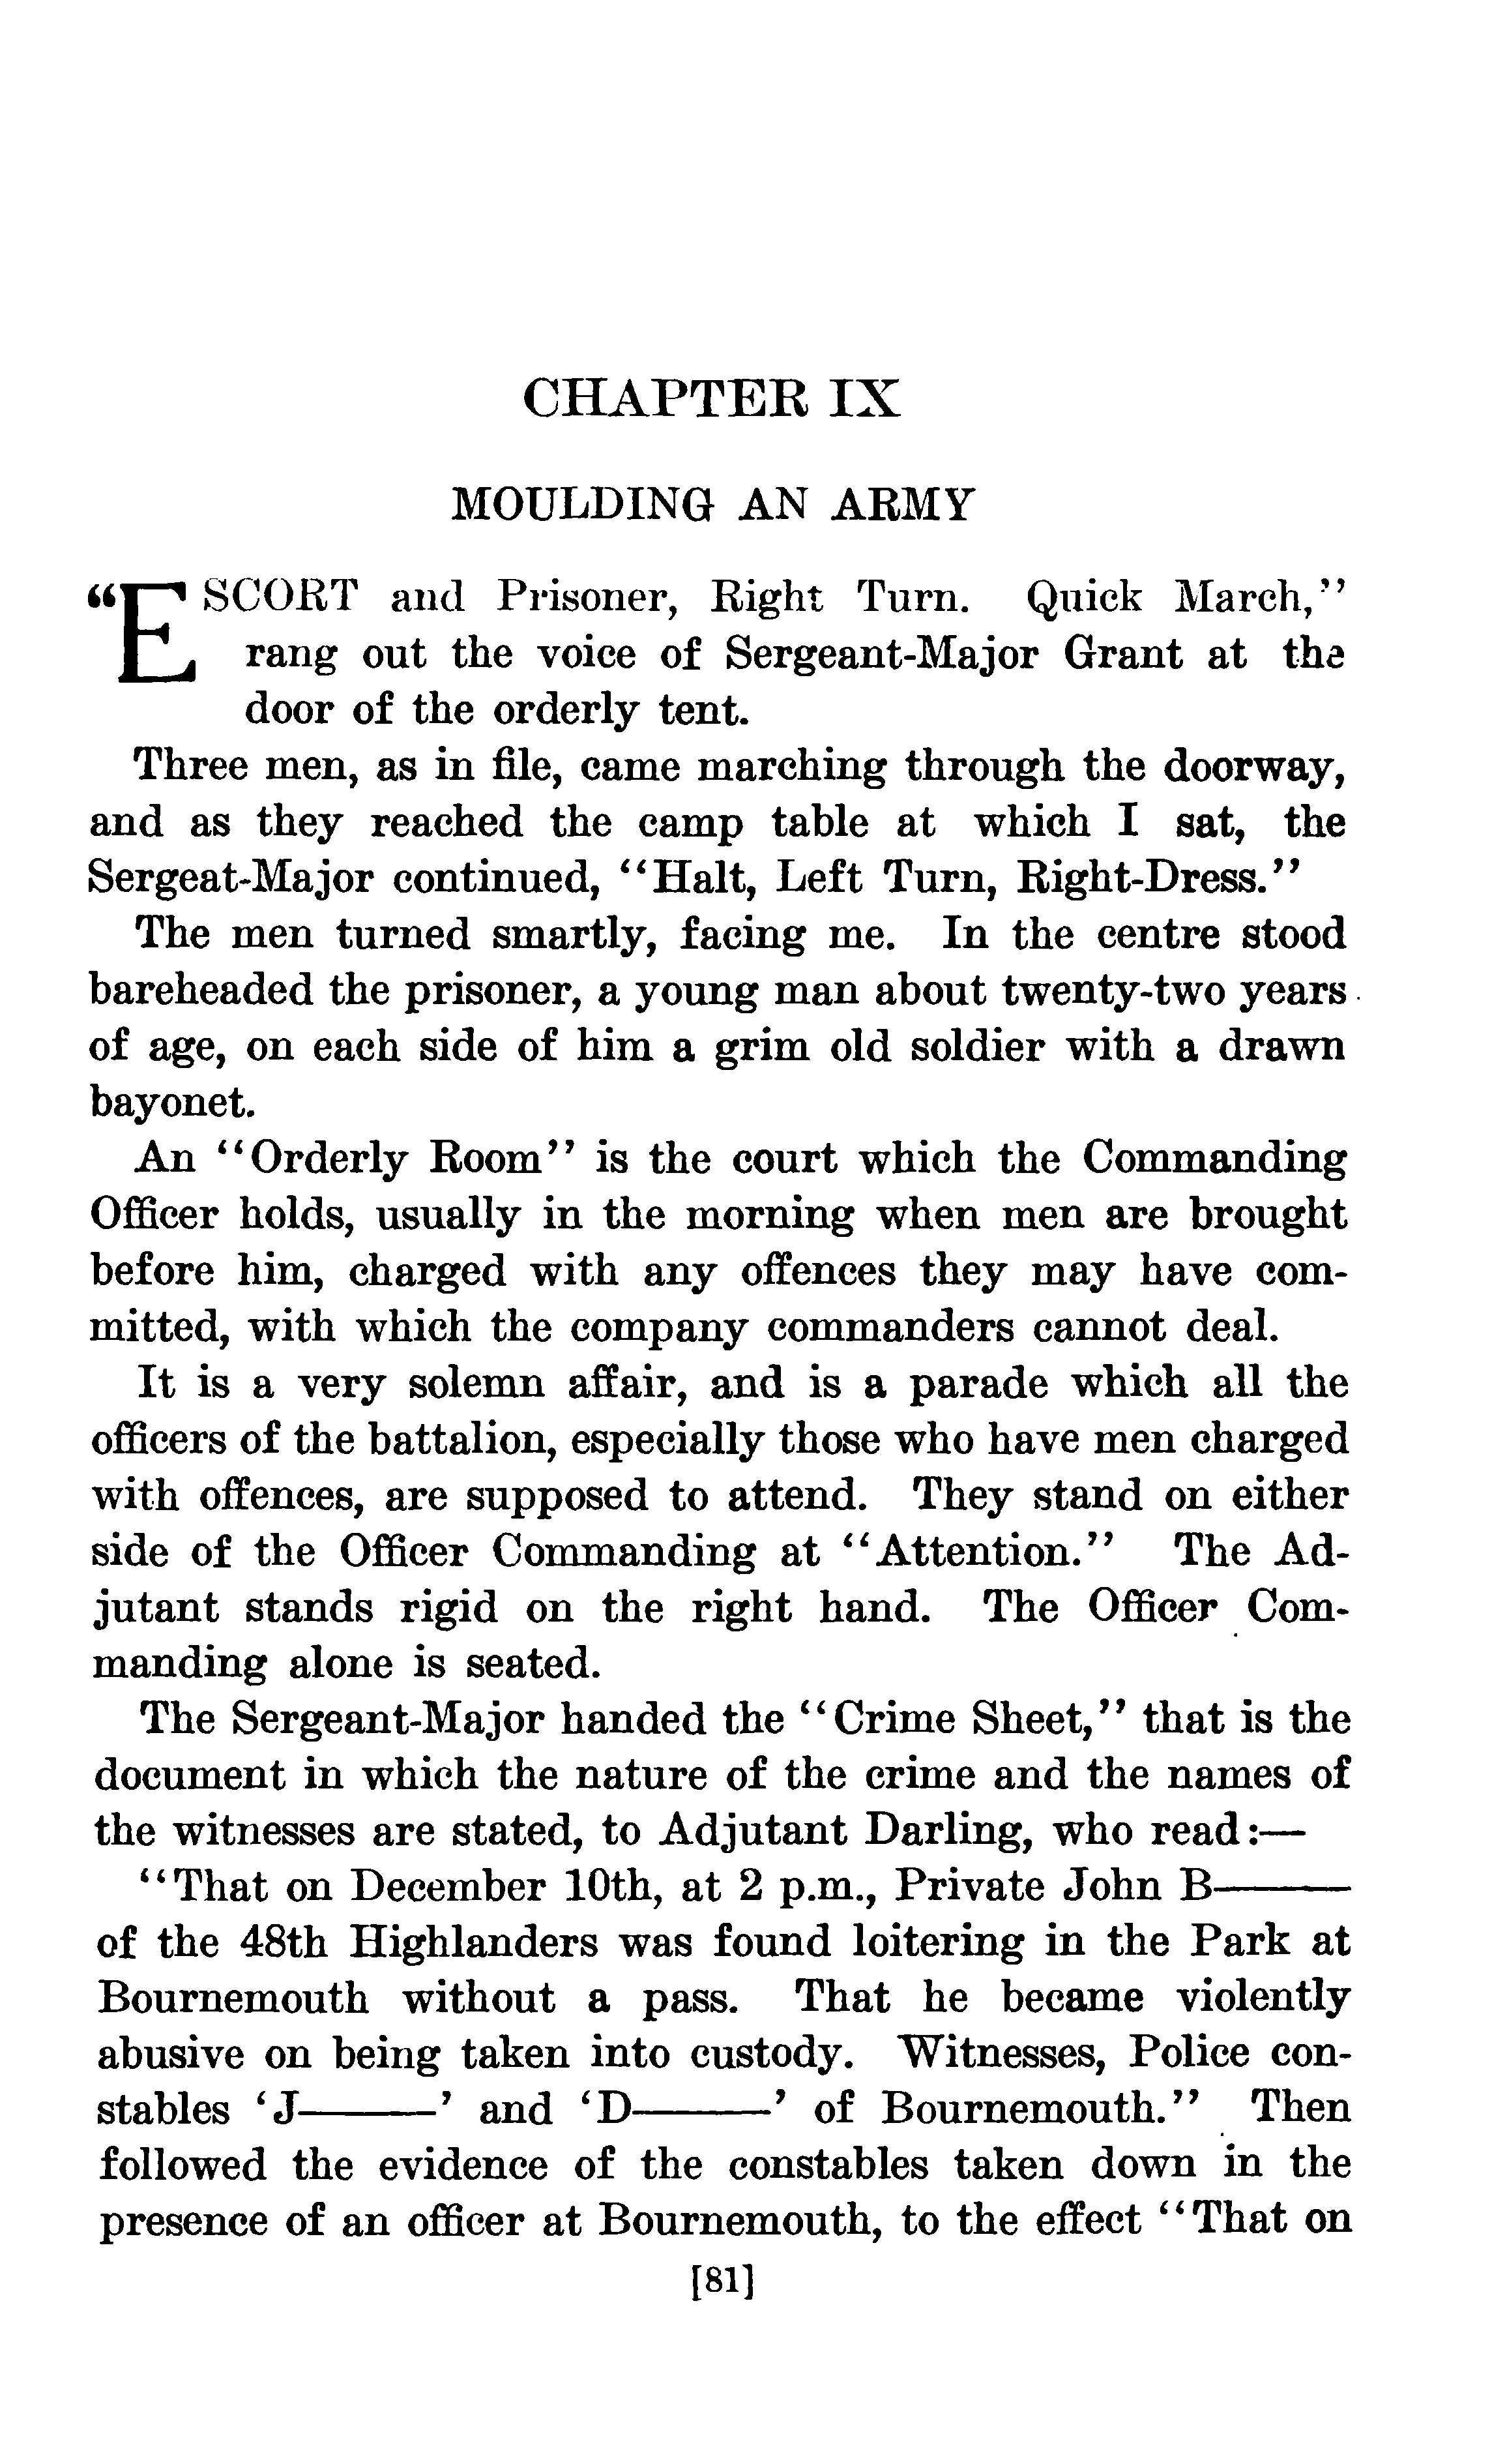 CHAPTER IX
MOULDING AN ARMY
“ESCORT and Prisoner, Right Turn. Quick March,”
rang out the voice of Sergeant-Major Grant at the
door of the orderly tent.
Three men, as in file, came marching through the doorway,
and as they reached the camp table at which I sat, the
Sergeat-Major continued, “Halt, Left Turn, Right-Dress.”
The men turned smartly, facing me. In the centre stood
bareheaded the prisoner, a young man about twenty-two years
of age, on each side of him a grim old soldier with a drawn
bayonet.
An “Orderly Room” is the court which the Commanding
Officer holds, usually in the morning when men are brought
before him, charged with any offences they may have com-
mitted, with which the company commanders cannot deal.
It is a very solemn affair, and is a parade which all the
officers of the battalion, especially those who have men charged
with offences, are supposed to attend. They stand on either
side of the Officer Commanding at “Attention.” The Ad-
jutant stands rigid on the right hand. The Officer Com-
manding alone is seated.
The Sergeant-Major handed the “Crime Sheet,” that is the
document in which the nature of the crime and the names of
the witnesses are stated, to Adjutant Darling, who read:—
“That on December 10th, at 2 p.m., Private John B———
of the 48th Highlanders was found loitering in the Park at
Bournemouth without a pass. That he became violently
abusive on being taken into custody. Witnesses, Police con-
stables ‘J———’ and ‘D———’ of Bournemouth.” Then
followed the evidence of the constables taken down in the
presence of an officer at Bournemouth, to the effect “That on
[81]